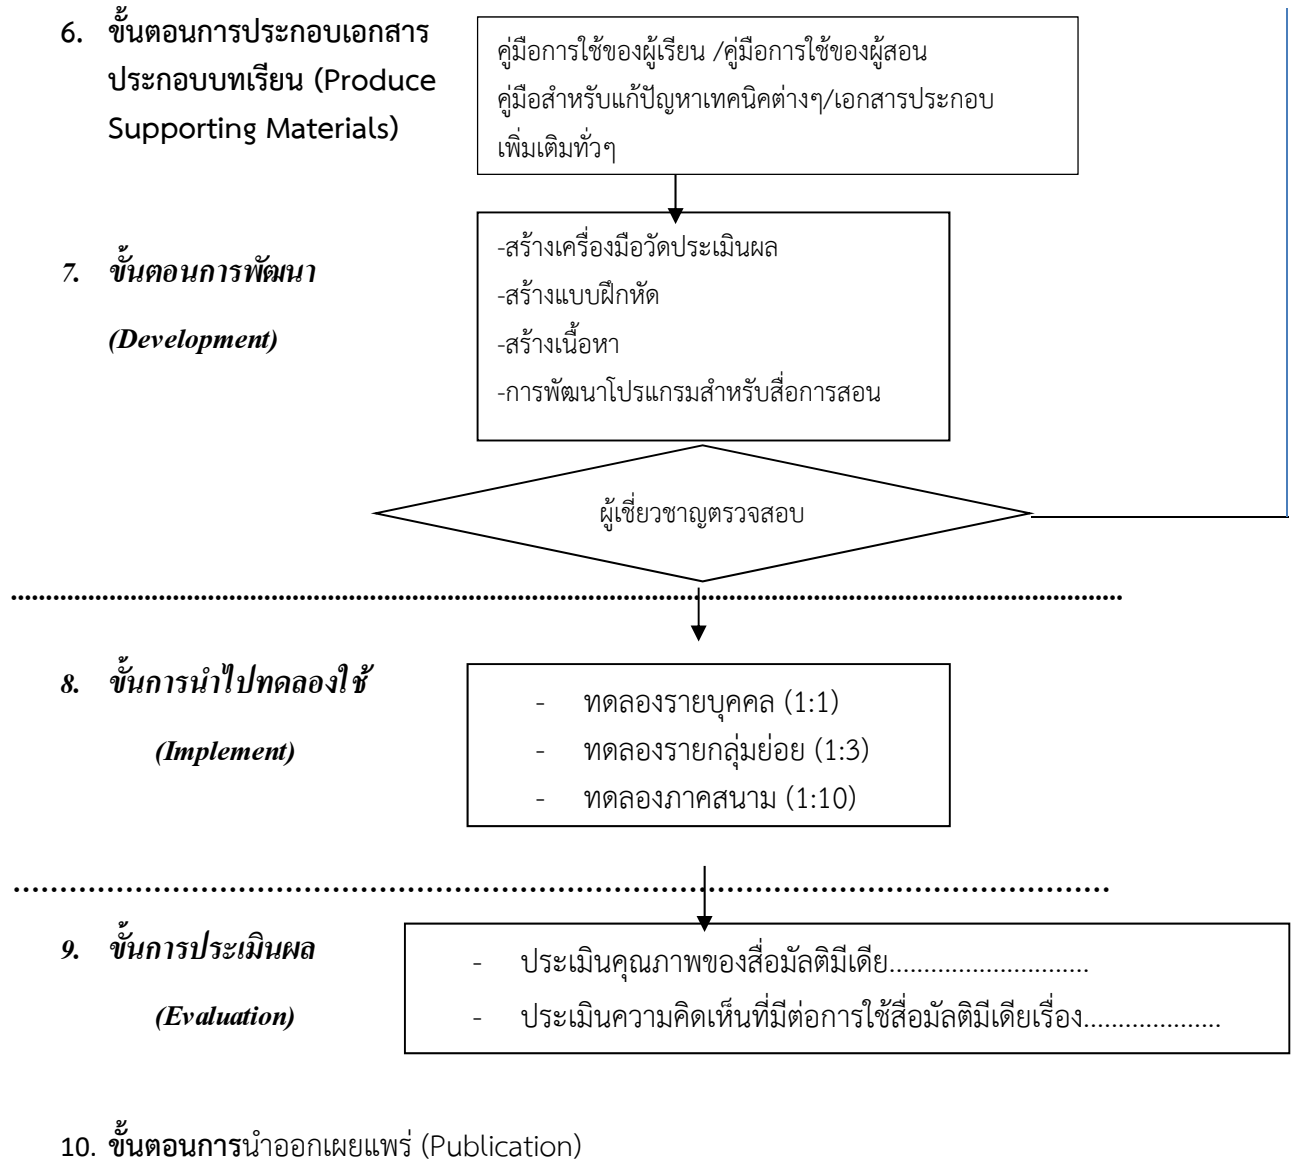 6. ขั้นตอนการประกอบเอกสาร
ประกอบบทเรียน (Produce
Supporting Materials)
คู่มือการใช้ของผู้เรียน /คู่มือการใช้ของผู้สอน
คู่มือสำหรับแก้ปัญหาเทคนิคต่างๆ/เอกสารประกอบ
เพิ่มเติมทั่วๆ
7. ขั้นตอนการพัฒนา
(Development)
-สร้างเครื่องมือวัดประเมินผล
-สร้างแบบฝึกหัด
-สร้างเนื้อหา
-การพัฒนาโปรแกรมสำหรับสื่อการสอน
ผู้เชี่ยวชาญตรวจสอบ
8. ขั้นการนำไปทดลองใช้
(Implement)
- ทดลองรายบุคคล (1:1)
- ทดลองรายกลุ่มย่อย (1:3)
- ทดลองภาคสนาม (1:10)
9. ขั้นการประเมินผล
(Evaluation)
- ประเมินคุณภาพของสื่อมัลติมีเดีย............................
- ประเมินความคิดเห็นที่มีต่อการใช้สื่อมัลติมีเดียเรื่อง....................
10. ขั้นตอนการนำออกเผยแพร่ (Publication)